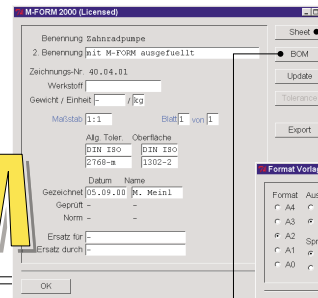 M-FORM 2000 (Licensed)
Benennung Zahnradpumpe
2. Benennung mit M-FORM ausgefuellt
Zeichnungs-Nr. 40.04.01
Werkstoff
Gewicht / Einheit - / kg
Maßstab 1:1 Blatt 1 von 1
Allg. Toler. Oberfläche
DIN ISO DIN ISO
2768-m 1302-2
Datum Name
Gezeichnet 05.09.00 M. Meinl
Geprüft - -
Norm - -
Ersatz für -
Ersatz durch -
OK
Sheet
BOM
Update
Tolerance
Export
Format Vorla
Format Aus
A4
A3
A2
Spr
A1
A0
M